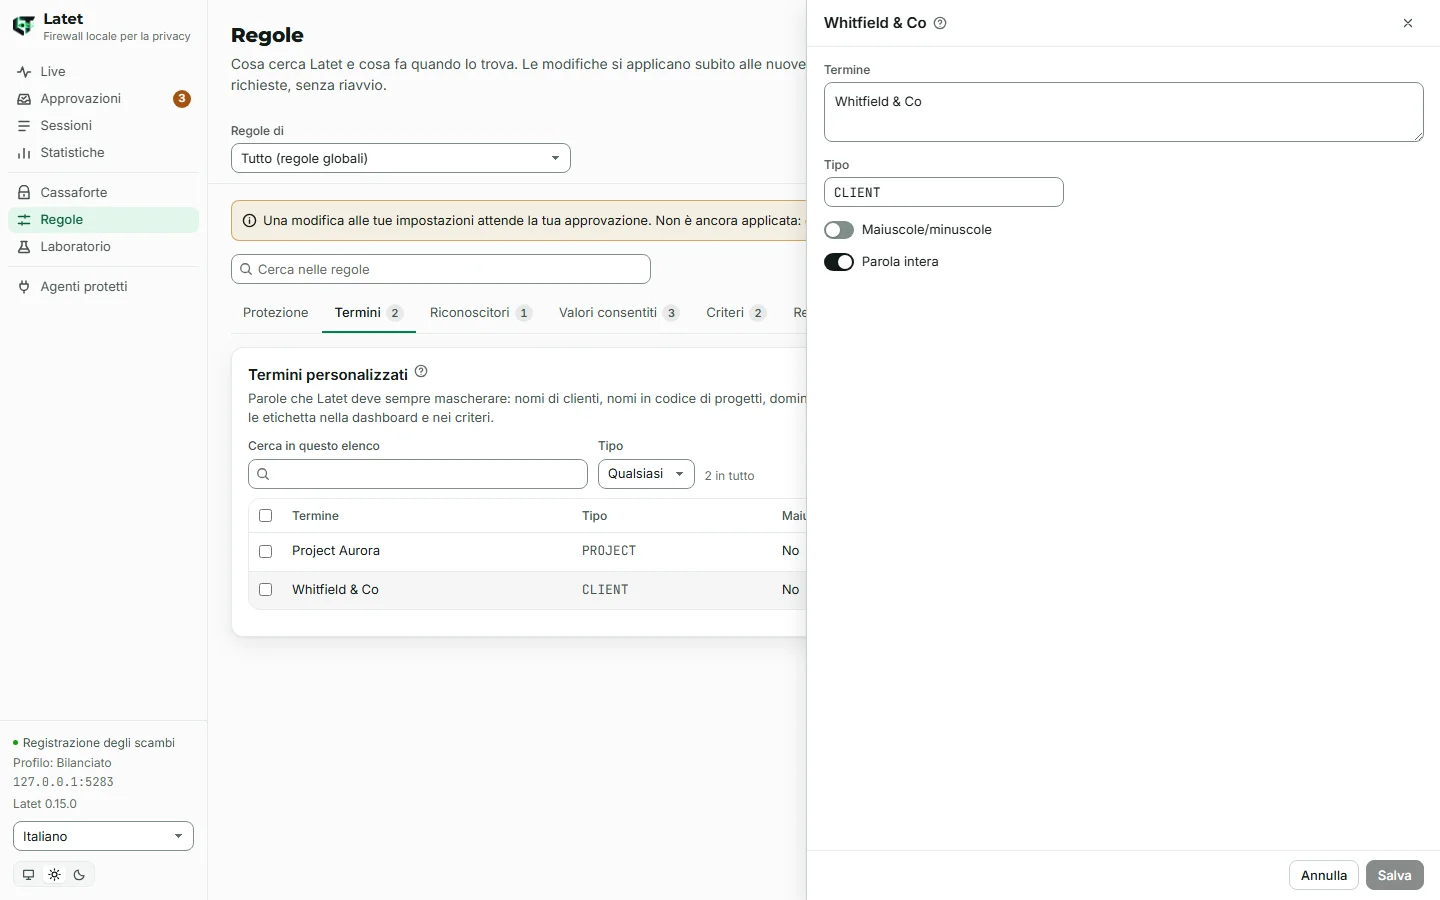 Latet
Firewall locale per la privacy
Live
Approvazioni
3
Sessioni
Statistiche
Cassaforte
Regole
Laboratorio
Agenti protetti
Registrazione degli scambi
Profilo: Bilanciato
127.0.0.1:5283
Latet 0.15.0
Italiano
Regole
Cosa cerca Latet e cosa fa quando lo trova. Le modifiche si applicano subito alle nuove
richieste, senza riavvio.
Regole di
Tutto (regole globali)
Una modifica alle tue impostazioni attende la tua approvazione. Non è ancora applicata:
Cerca nelle regole
Protezione
Termini 2
Riconoscitori 1
Valori consentiti 3
Criteri 2
Termini personalizzati
Parole che Latet deve sempre mascherare: nomi di clienti, nomi in codice di progetti,
le etichetta nella dashboard e nei criteri.
Cerca in questo elenco
Tipo
Qualsiasi
2 in tutto
Termine Tipo
Project Aurora PROJECT No
Whitfield & Co CLIENT No
Whitfield & Co
Termine
Whitfield & Co
Tipo
CLIENT
Maiuscole/minuscole
Parola intera
Annulla
Salva